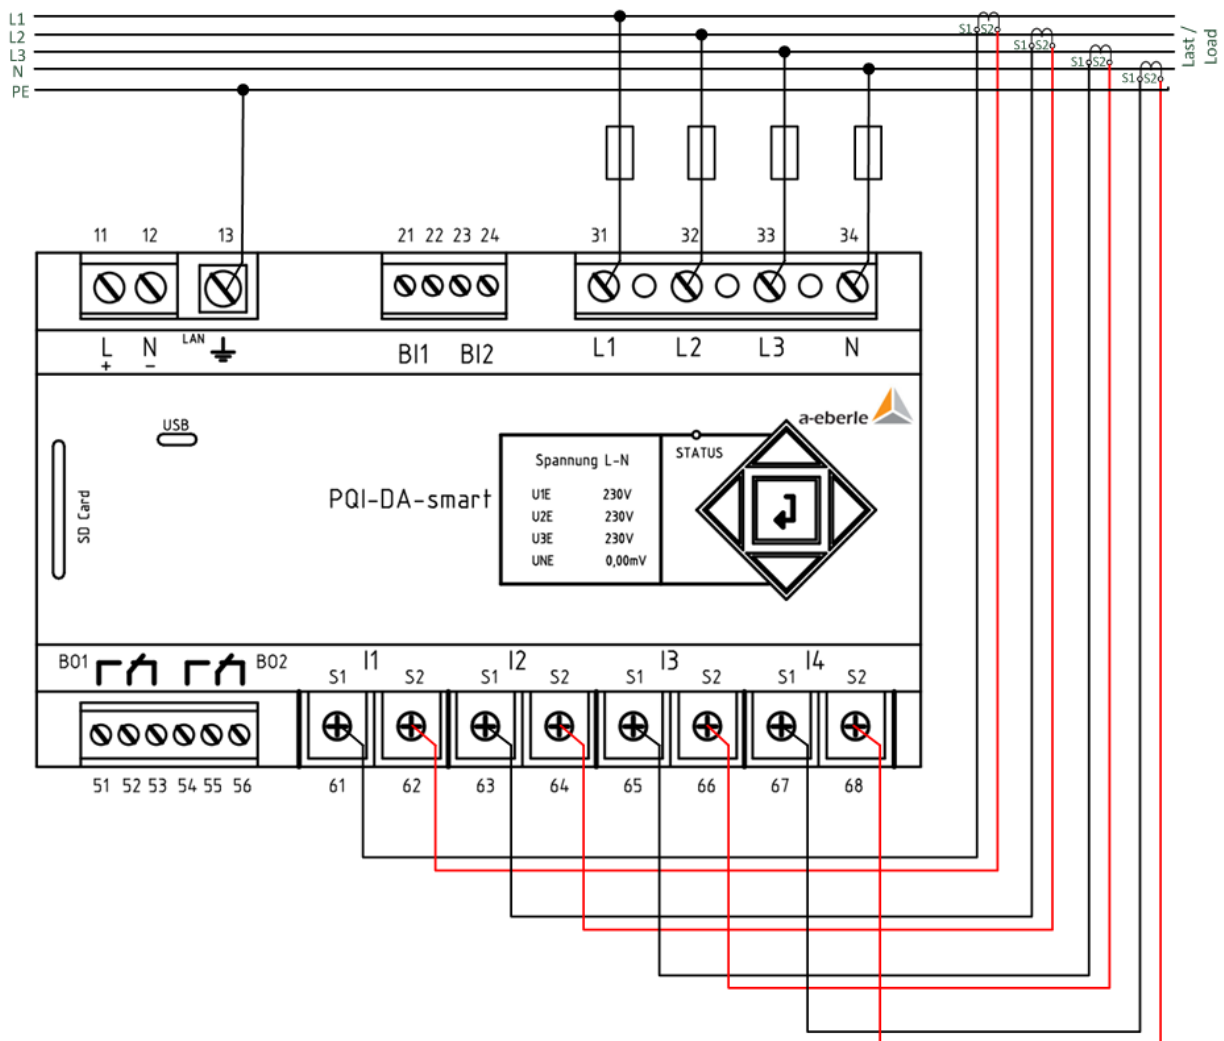 L1
S1 S2
L2
S1 S2
L3
S1 S2
N
S1 S2
PE
Last /
Load
11 12 13 21 22 23 24 31 32 33 34
L N LAN BI1 BI2 L1 L2 L3 N
+ −
a-eberle
USB
STATUS
Spannung L-N
PQI-DA-smart
SD Card
U1E 230V
U2E 230V
U3E 230V
UNE 0,00mV
BO1 BO2 I1 I2 I3 I4
S1 S2 S1 S2 S1 S2 S1 S2
51 52 53 54 55 56 61 62 63 64 65 66 67 68